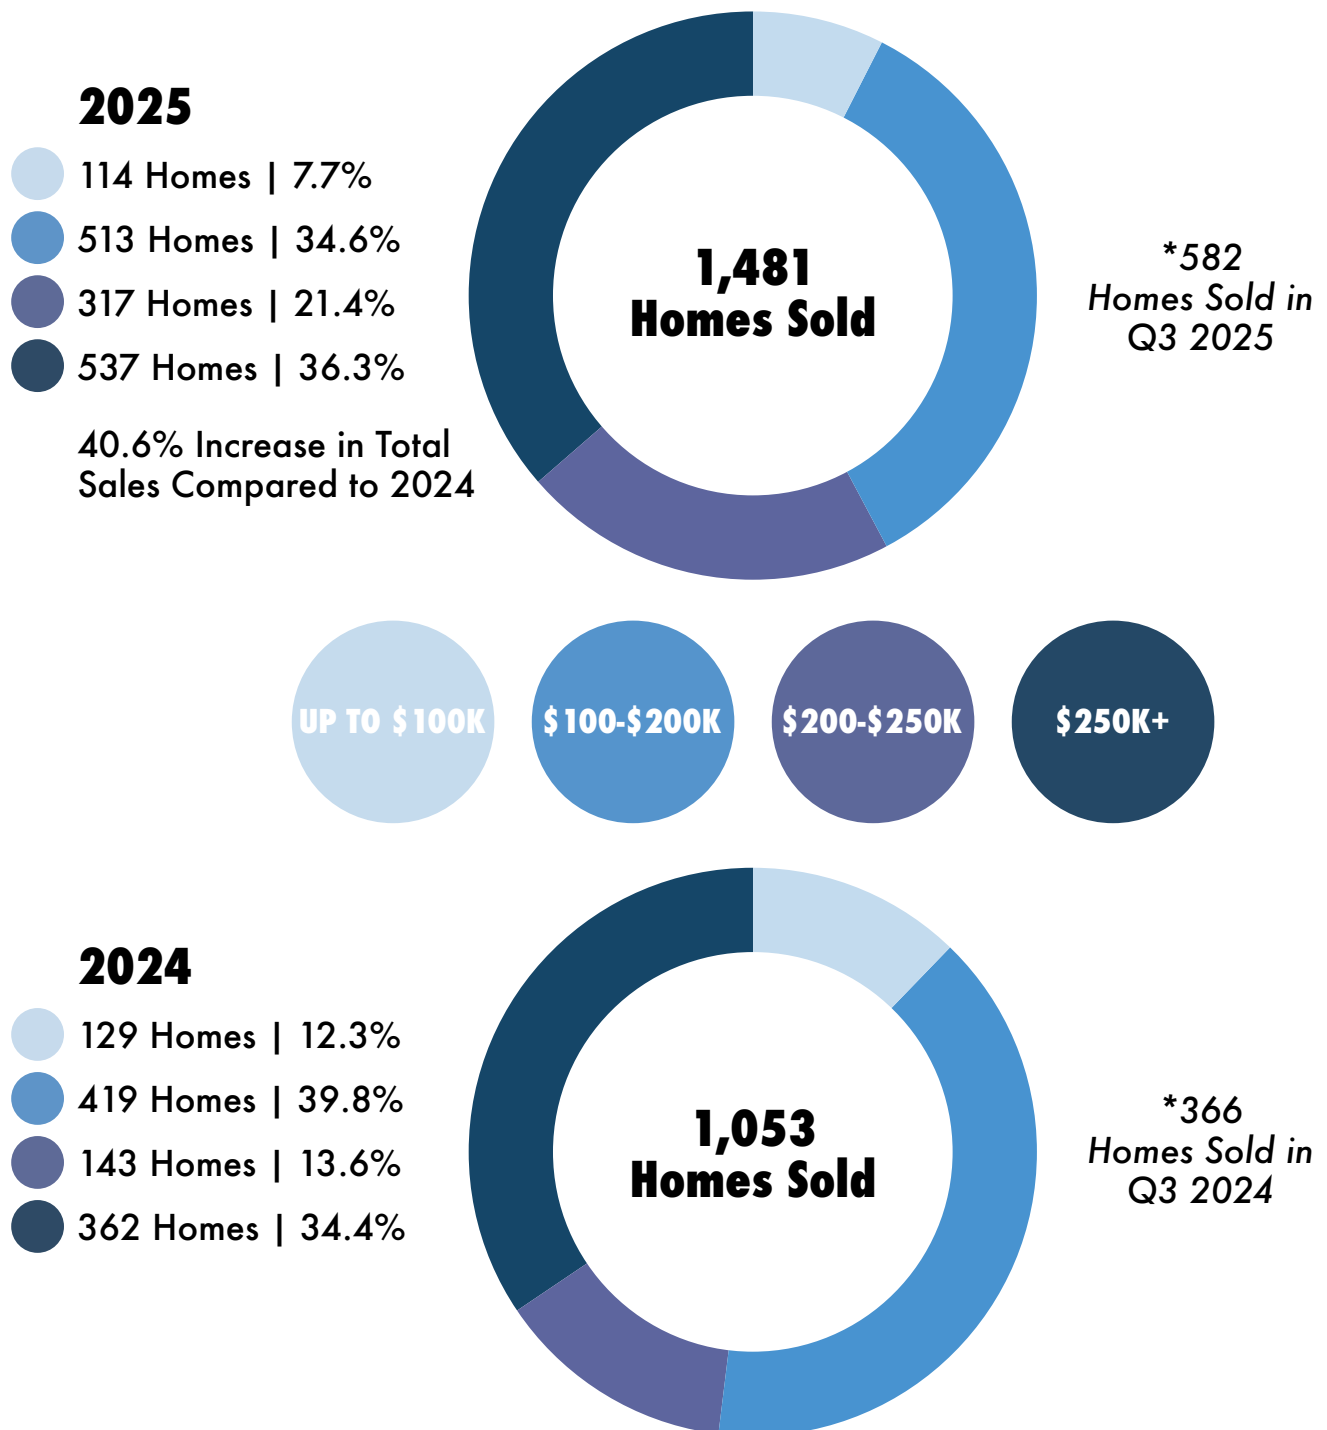 2025
114 Homes | 7.7%
513 Homes | 34.6%
317 Homes | 21.4%
537 Homes | 36.3%
40.6% Increase in Total
Sales Compared to 2024
1,481
Homes Sold
*582
Homes Sold in
Q3 2025
UP TO $100K
$100-$200K
$200-$250K
$250K+
2024
129 Homes | 12.3%
419 Homes | 39.8%
143 Homes | 13.6%
362 Homes | 34.4%
1,053
Homes Sold
*366
Homes Sold in
Q3 2024